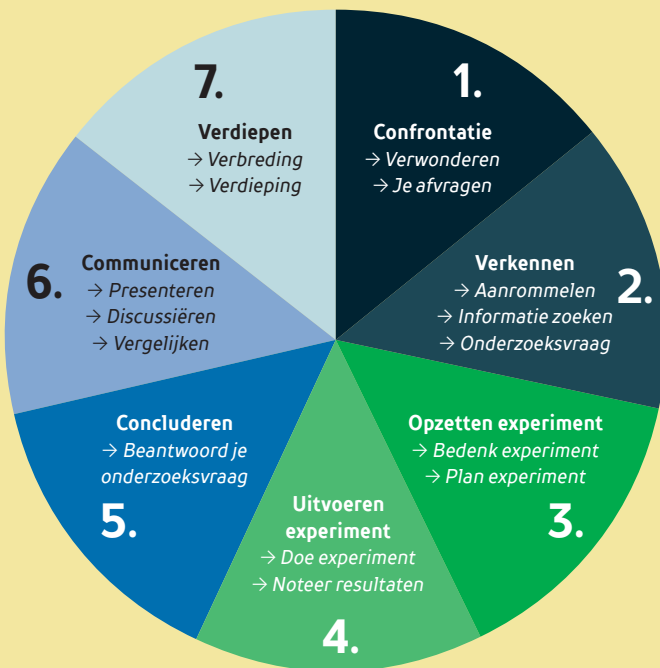 1.
Confrontatie
→ Verwonderen
→ Je afvragen
2.
Verkennen
→ Aanrommelen
→ Informatie zoeken
→ Onderzoeksvraag
Opzetten experiment
→ Bedenk experiment
→ Plan experiment
3.
Uitvoeren
experiment
→ Doe experiment
→ Noteer resultaten
4.
Concluderen
→ Beantwoord je
onderzoeksvraag
5.
6.
Communiceren
→ Presenteren
→ Discussiëren
→ Vergelijken
7.
Verdiepen
→ Verbreding
→ Verdieping